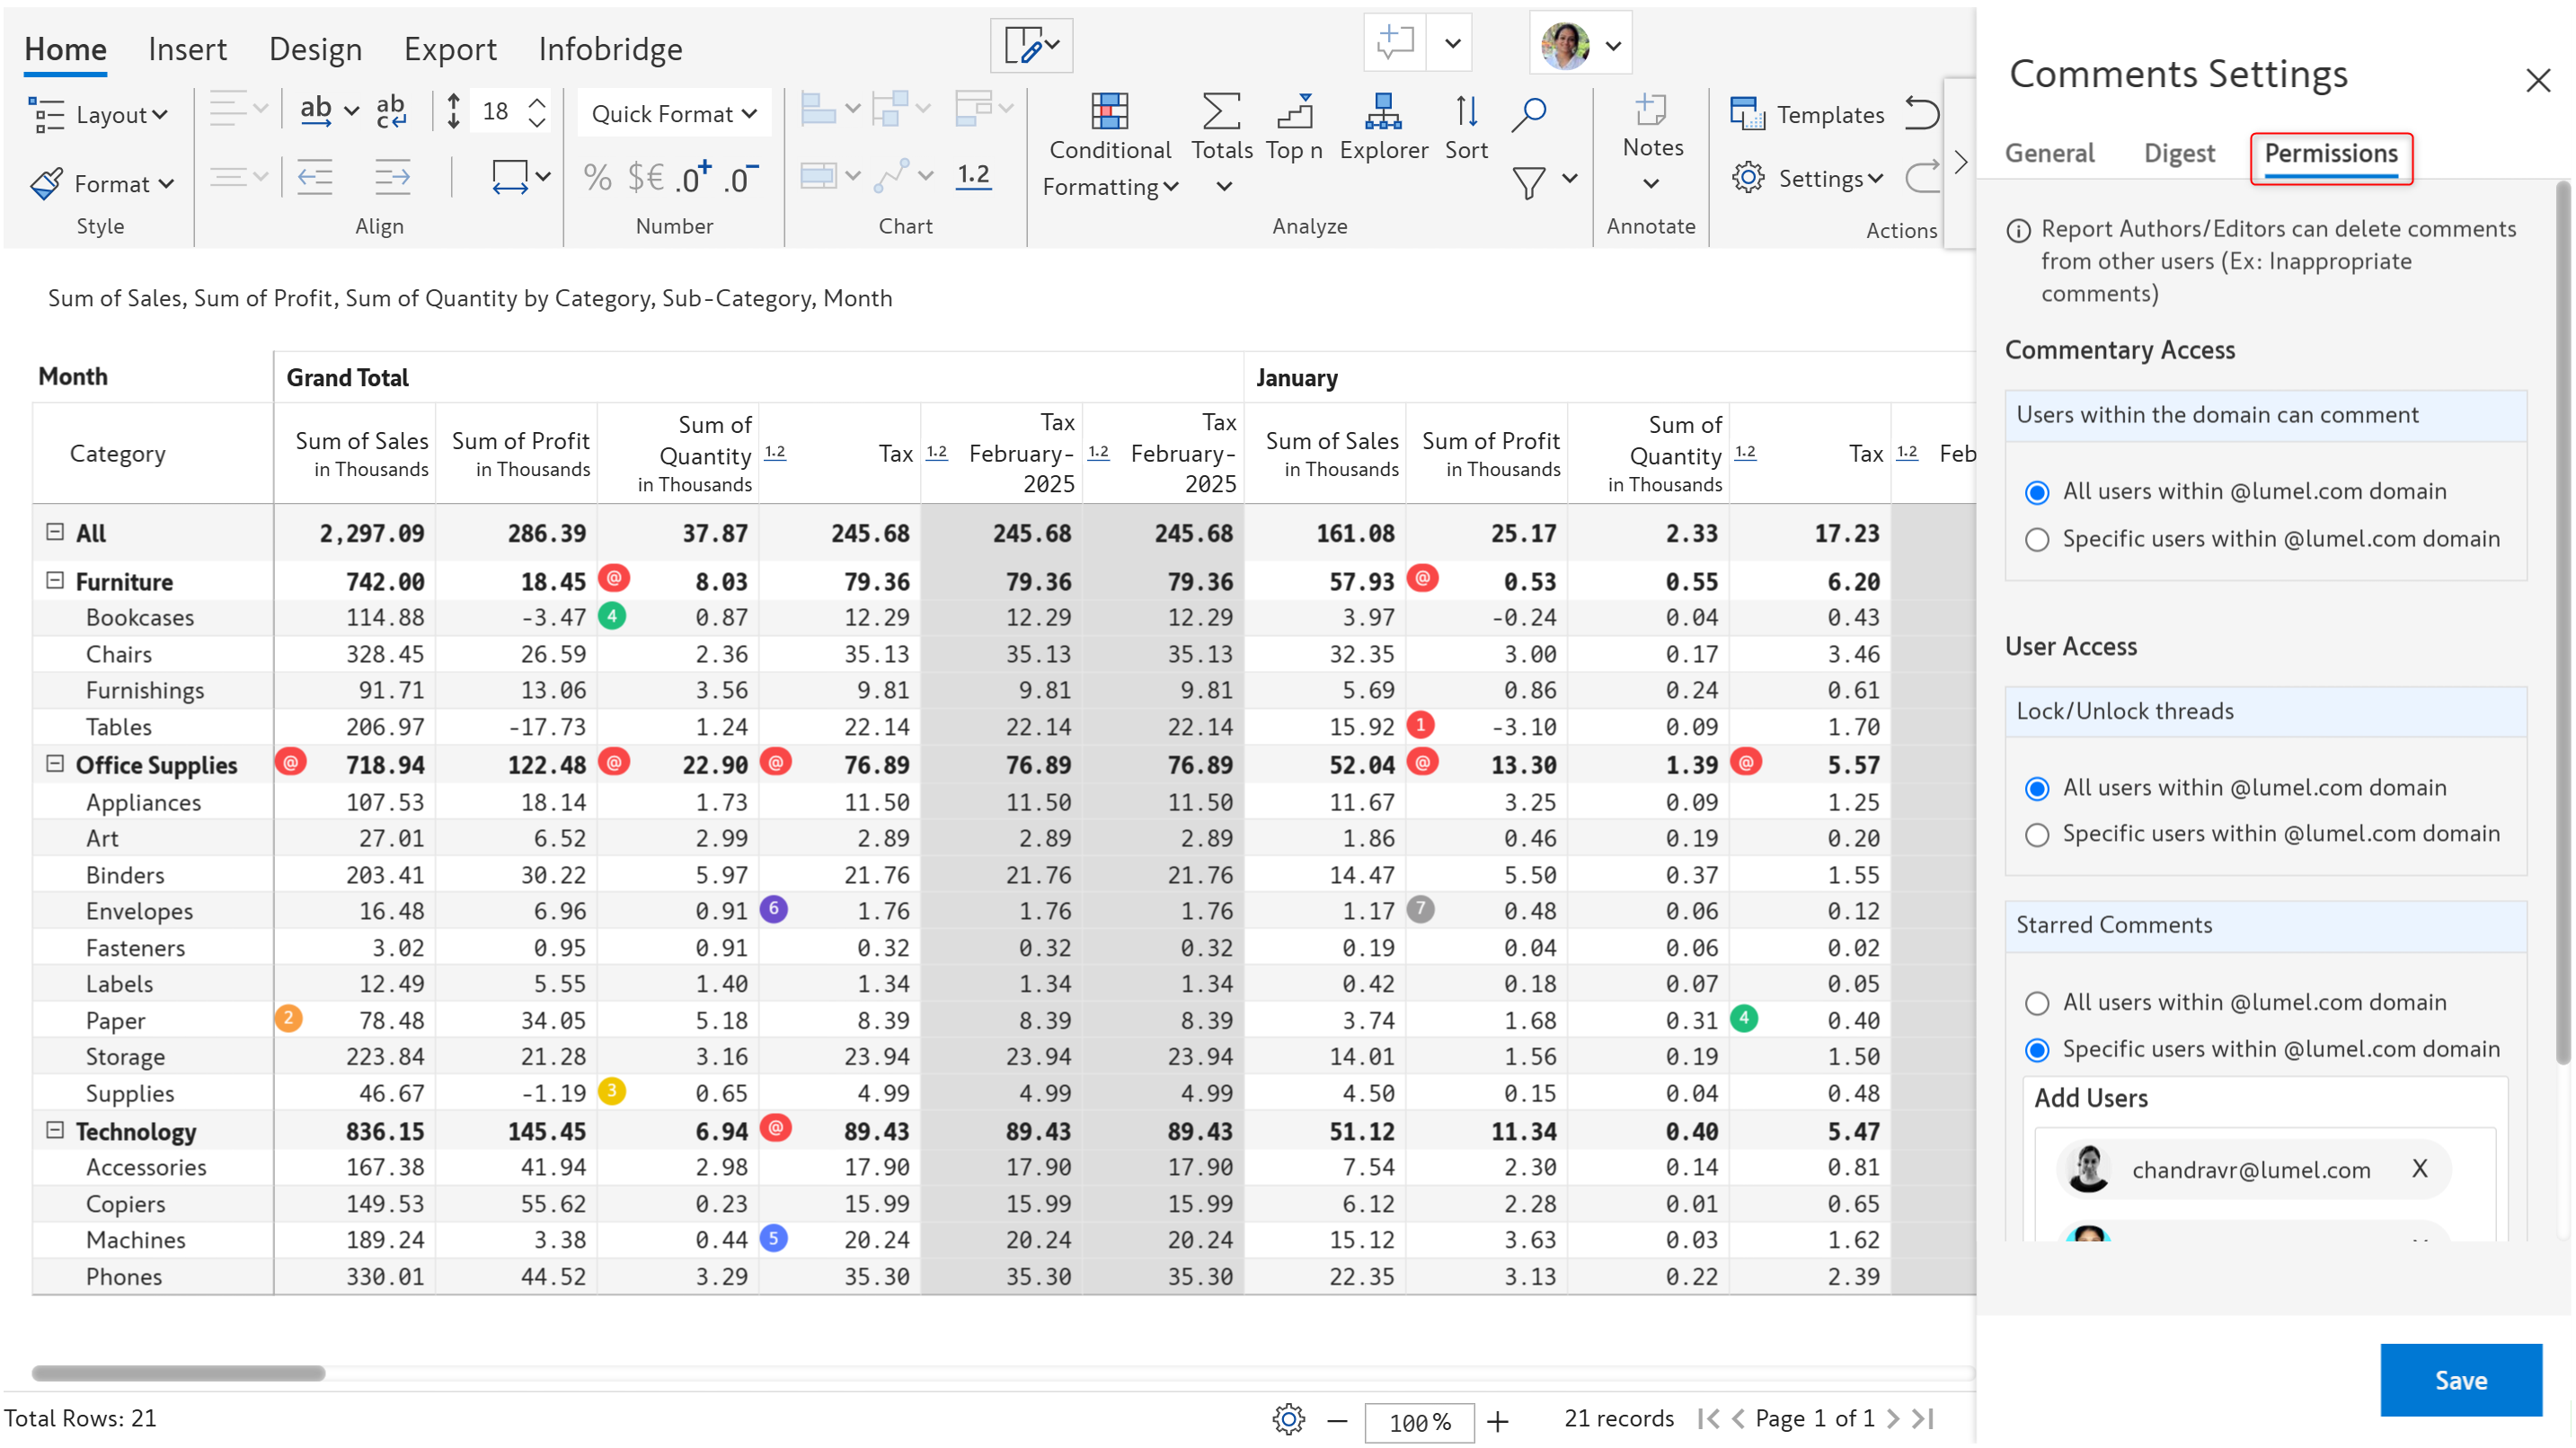 Home Insert Design Export Infobridge
Layout
ab
ab
c
18
Quick Format
Format
% $€ .0+ .0-
1.2
Style
Align
Number
Chart
Conditional
Formatting
Totals
Top n
Explorer
Sort
Analyze
Notes
Annotate
Templates
Settings
Actions
Sum of Sales, Sum of Profit, Sum of Quantity by Category, Sub-Category, Month
Month Grand Total January
Category Sum of Sales in Thousands Sum of Profit in Thousands Sum of Quantity in Thousands 1.2 Tax 1.2 Tax February-2025 1.2 Tax February-2025 Sum of Sales in Thousands Sum of Profit in Thousands Sum of Quantity in Thousands 1.2 Tax 1.2 Feb
All 2,297.09 286.39 37.87 245.68 245.68 245.68 161.08 25.17 2.33 17.23
Furniture 742.00 18.45 @ 8.03 79.36 79.36 79.36 57.93 @ 0.53 0.55 6.20
Bookcases 114.88 -3.47 4 0.87 12.29 12.29 12.29 3.97 -0.24 0.04 0.43
Chairs 328.45 26.59 2.36 35.13 35.13 35.13 32.35 3.00 0.17 3.46
Furnishings 91.71 13.06 3.56 9.81 9.81 9.81 5.69 0.86 0.24 0.61
Tables 206.97 -17.73 1.24 22.14 22.14 22.14 15.92 1 -3.10 0.09 1.70
Office Supplies @ 718.94 122.48 @ 22.90 @ 76.89 76.89 76.89 52.04 @ 13.30 1.39 @ 5.57
Appliances 107.53 18.14 1.73 11.50 11.50 11.50 11.67 3.25 0.09 1.25
Art 27.01 6.52 2.99 2.89 2.89 2.89 1.86 0.46 0.19 0.20
Binders 203.41 30.22 5.97 21.76 21.76 21.76 14.47 5.50 0.37 1.55
Envelopes 16.48 6.96 0.91 6 1.76 1.76 1.76 1.17 7 0.48 0.06 0.12
Fasteners 3.02 0.95 0.91 0.32 0.32 0.32 0.19 0.04 0.06 0.02
Labels 12.49 5.55 1.40 1.34 1.34 1.34 0.42 0.18 0.07 0.05
Paper 2 78.48 34.05 5.18 8.39 8.39 8.39 3.74 1.68 0.31 4 0.40
Storage 223.84 21.28 3.16 23.94 23.94 23.94 14.01 1.56 0.19 1.50
Supplies 46.67 -1.19 3 0.65 4.99 4.99 4.99 4.50 0.15 0.04 0.48
Technology 836.15 145.45 6.94 @ 89.43 89.43 89.43 51.12 11.34 0.40 5.47
Accessories 167.38 41.94 2.98 17.90 17.90 17.90 7.54 2.30 0.14 0.81
Copiers 149.53 55.62 0.23 15.99 15.99 15.99 6.12 2.28 0.01 0.65
Machines 189.24 3.38 0.44 5 20.24 20.24 20.24 15.12 3.63 0.03 1.62
Phones 330.01 44.52 3.29 35.30 35.30 35.30 22.35 3.13 0.22 2.39
Total Rows: 21
100%
21 records
Page 1 of 1
Comments Settings
General Digest Permissions
Report Authors/Editors can delete comments
from other users (Ex: Inappropriate
comments)
Commentary Access
Users within the domain can comment
All users within @lumel.com domain
Specific users within @lumel.com domain
User Access
Lock/Unlock threads
All users within @lumel.com domain
Specific users within @lumel.com domain
Starred Comments
All users within @lumel.com domain
Specific users within @lumel.com domain
Add Users
chandravr@lumel.com X
Save